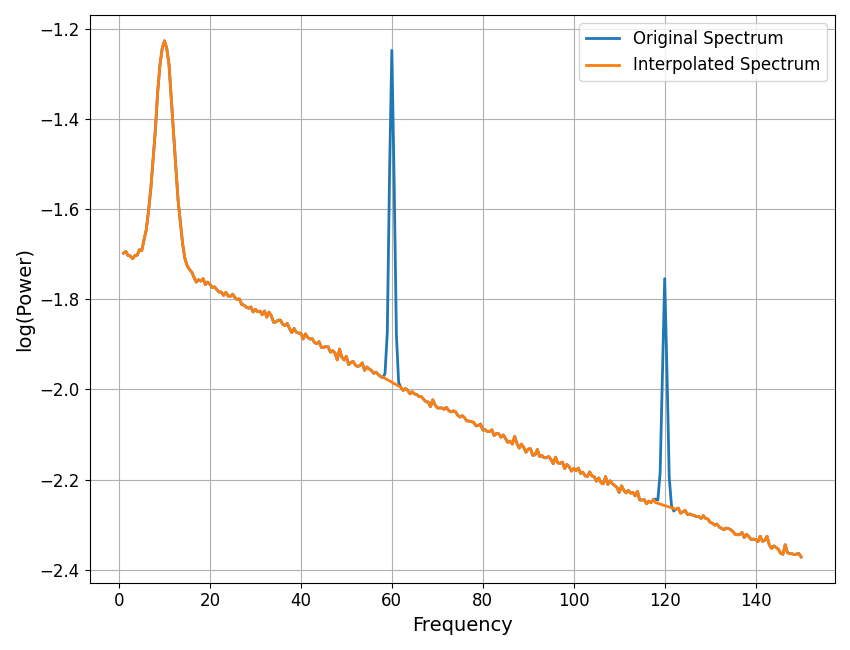 Original Spectrum
Interpolated Spectrum
−1.2
−1.4
−1.6
−1.8
−2.0
−2.2
−2.4
log(Power)
0 20 40 60 80 100 120 140
Frequency